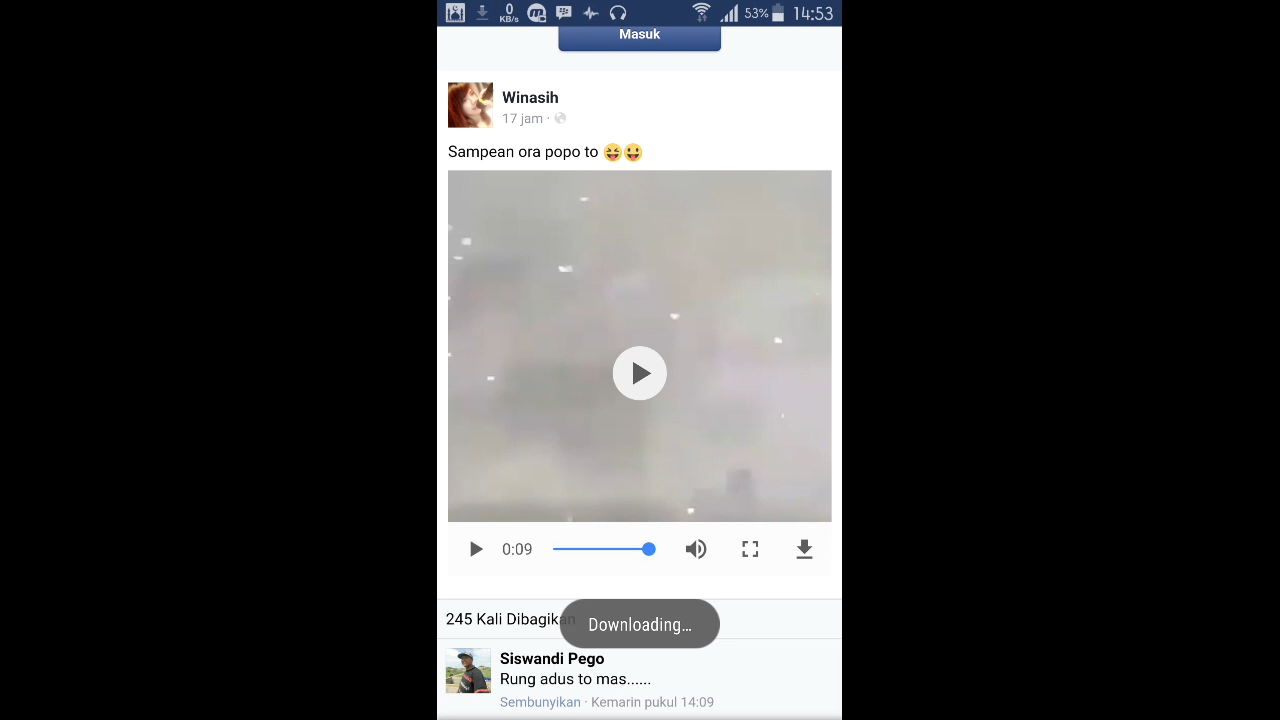 0
KB/s
53%
14:53
Masuk
Winasih
17 jam ·
Sampean ora popo to 😆😃
0:09
245 Kali Dibagikan
Downloading...
Siswandi Pego
Rung adus to mas......
Sembunyikan · Kemarin pukul 14:09